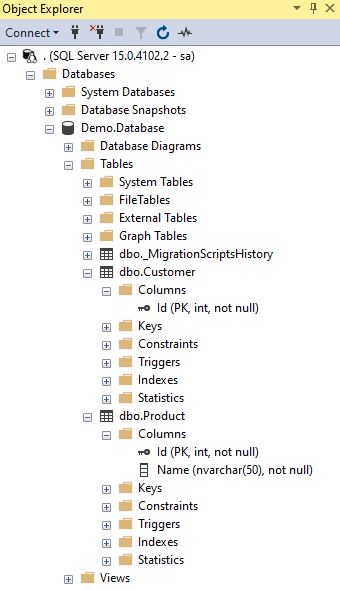 Object Explorer
Connect
. (SQL Server 15.0.4102.2 - sa)
Databases
System Databases
Database Snapshots
Demo.Database
Database Diagrams
Tables
System Tables
FileTables
External Tables
Graph Tables
dbo._MigrationScriptsHistory
dbo.Customer
Columns
Id (PK, int, not null)
Keys
Constraints
Triggers
Indexes
Statistics
dbo.Product
Columns
Id (PK, int, not null)
Name (nvarchar(50), not null)
Keys
Constraints
Triggers
Indexes
Statistics
Views